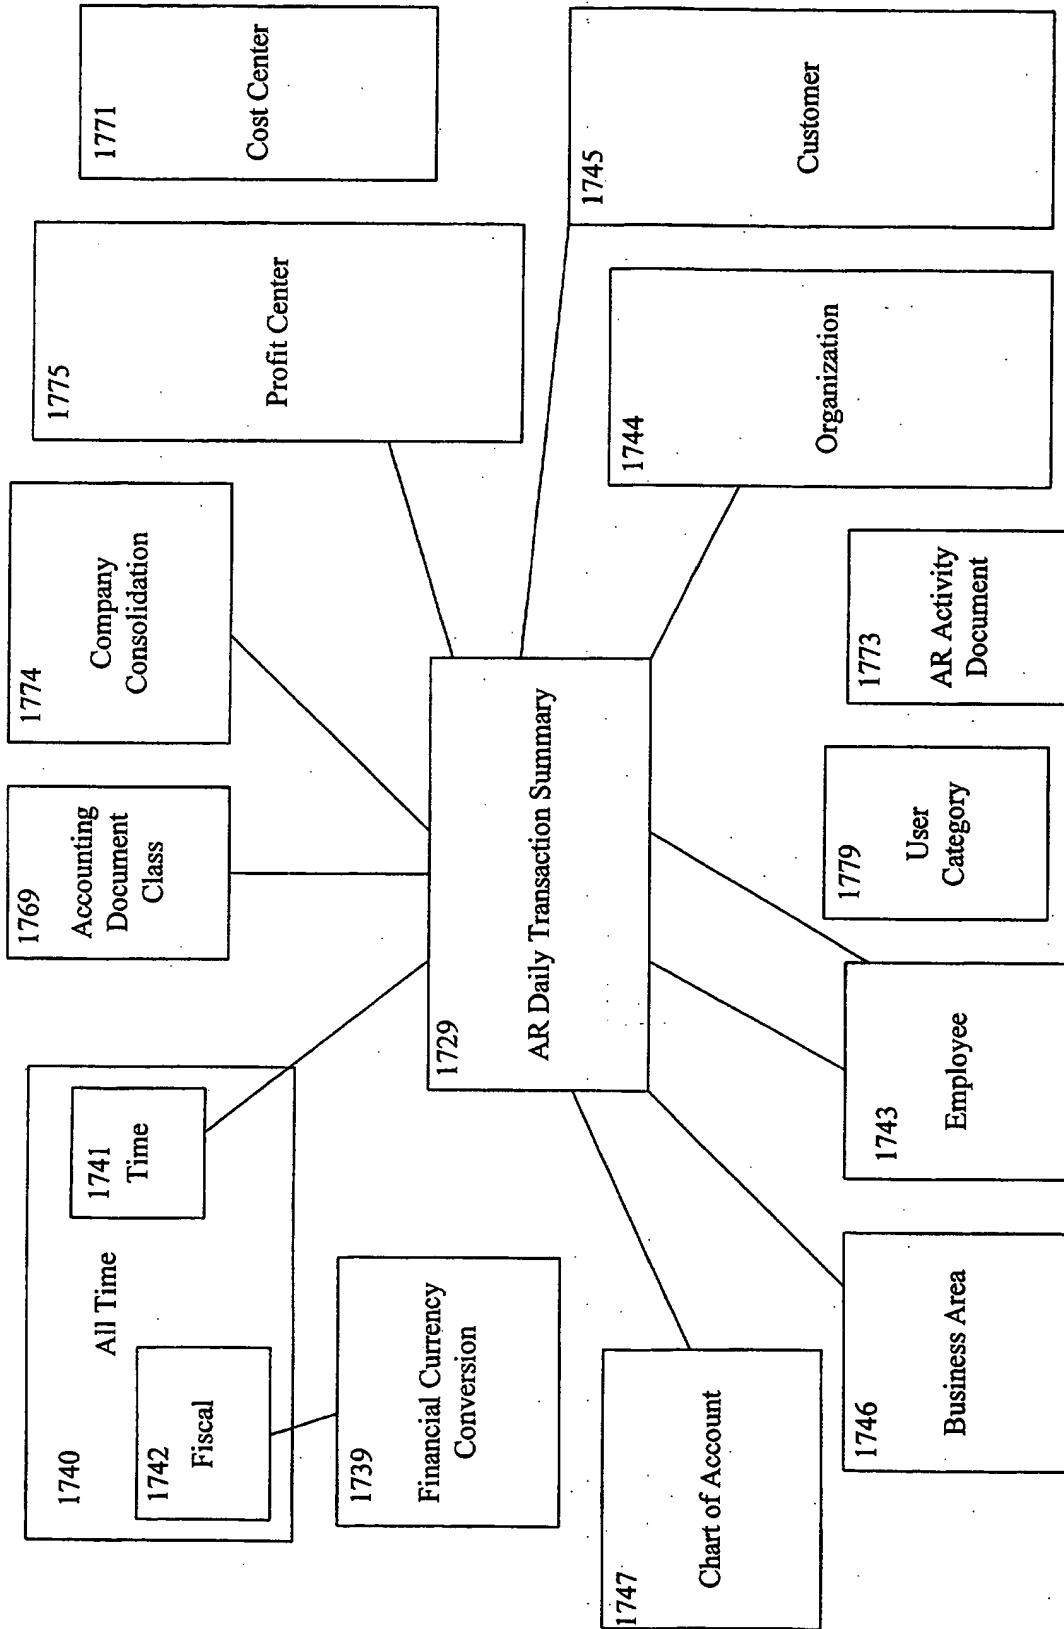 1740
All Time
1741
Time
1742
Fiscal
1769
Accounting
Document
Class
1774
Company
Consolidation
1775
Profit Center
1771
Cost Center
1739
Financial Currency
Conversion
1729
AR Daily Transaction Summary
1747
Chart of Account
1746
Business Area
1743
Employee
1779
User
Category
1773
AR Activity
Document
1744
Organization
1745
Customer